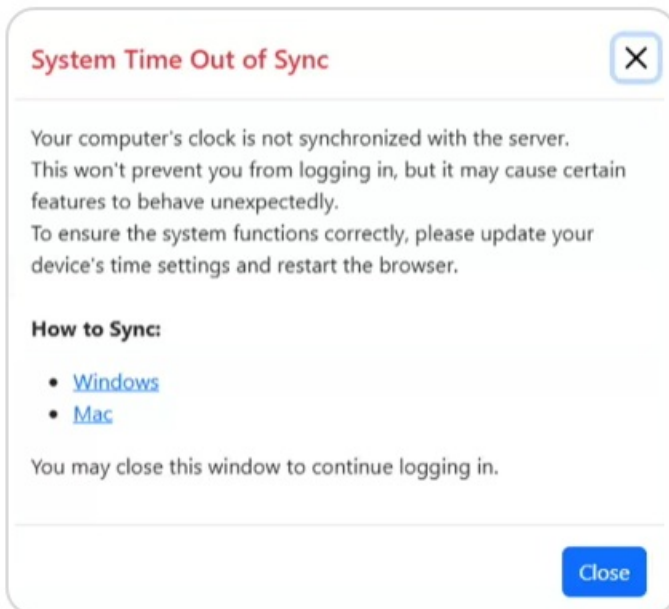 System Time Out of Sync
Your computer's clock is not synchronized with the server.
This won't prevent you from logging in, but it may cause certain
features to behave unexpectedly.
To ensure the system functions correctly, please update your
device's time settings and restart the browser.
How to Sync:
• Windows
• Mac
You may close this window to continue logging in.
Close